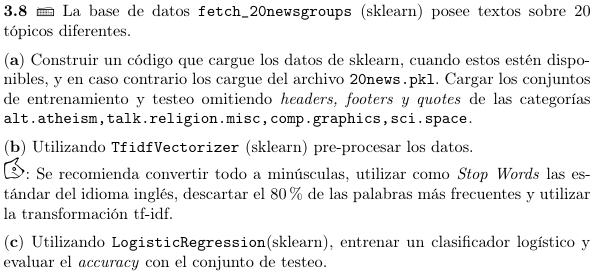 3.8 ⌨ La base de datos fetch_20newsgroups (sklearn) posee textos sobre 20
tópicos diferentes.
(a) Construir un código que cargue los datos de sklearn, cuando estos estén dispo-
nibles, y en caso contrario los cargue del archivo 20news.pkl. Cargar los conjuntos
de entrenamiento y testeo omitiendo headers, footers y quotes de las categorías
alt.atheism,talk.religion.misc,comp.graphics,sci.space.
(b) Utilizando TfidfVectorizer (sklearn) pre-procesar los datos.
: Se recomienda convertir todo a minúsculas, utilizar como Stop Words las es-
tándar del idioma inglés, descartar el 80 % de las palabras más frecuentes y utilizar
la transformación tf-idf.
(c) Utilizando LogisticRegression(sklearn), entrenar un clasificador logístico y
evaluar el accuracy con el conjunto de testeo.